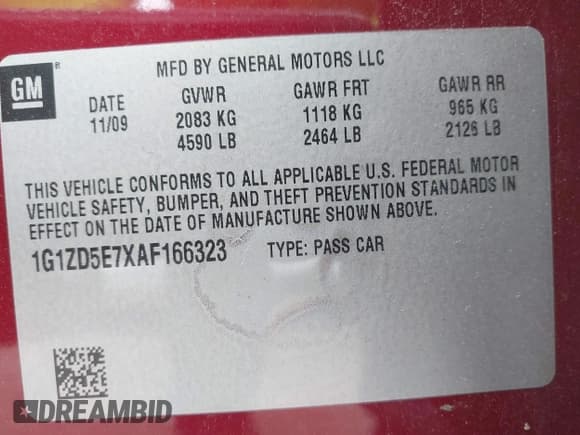 GM ®
MFD BY GENERAL MOTORS LLC
DATE GVWR GAWR FRT GAWR RR
11/09 2083 KG 1118 KG 965 KG
4590 LB 2464 LB 2126 LB
THIS VEHICLE CONFORMS TO ALL APPLICABLE U.S. FEDERAL MOTOR
VEHICLE SAFETY, BUMPER, AND THEFT PREVENTION STANDARDS IN
EFFECT ON THE DATE OF MANUFACTURE SHOWN ABOVE.
1G1ZD5E7XAF166323 TYPE: PASS CAR
DREAMBID